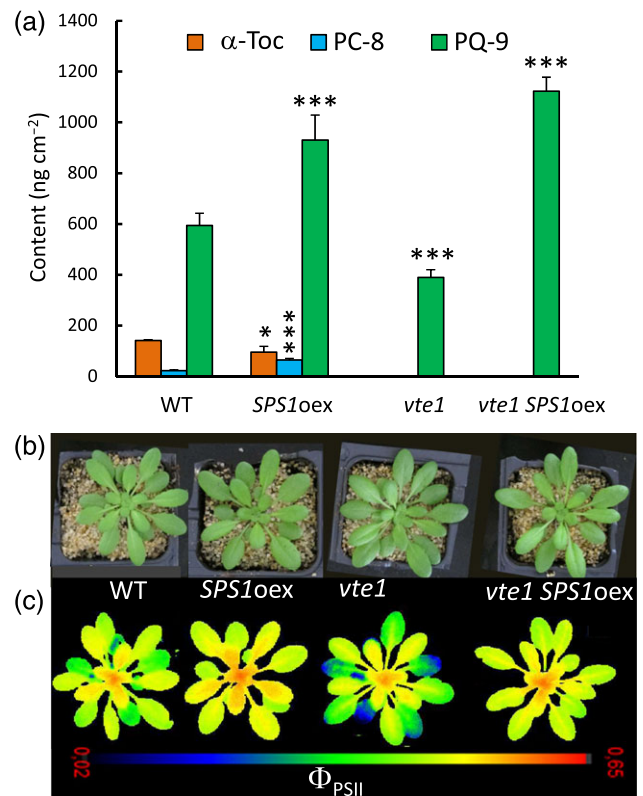 (a)
1400
1200
1000
800
600
400
200
0
Content (ng cm⁻²)
α-Toc PC-8 PQ-9
* *** *** *** ***
WT SPS1oex vte1 vte1 SPS1oex
(b)
WT SPS1oex vte1 vte1 SPS1oex
(c)
0,02 0,65
Φ_PSII